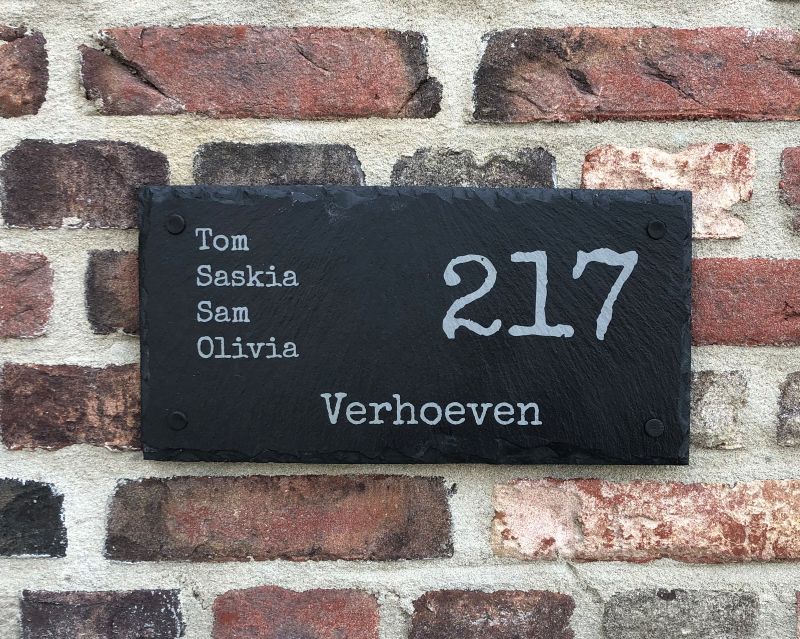 Tom
Saskia
Sam
Olivia
217
Verhoeven